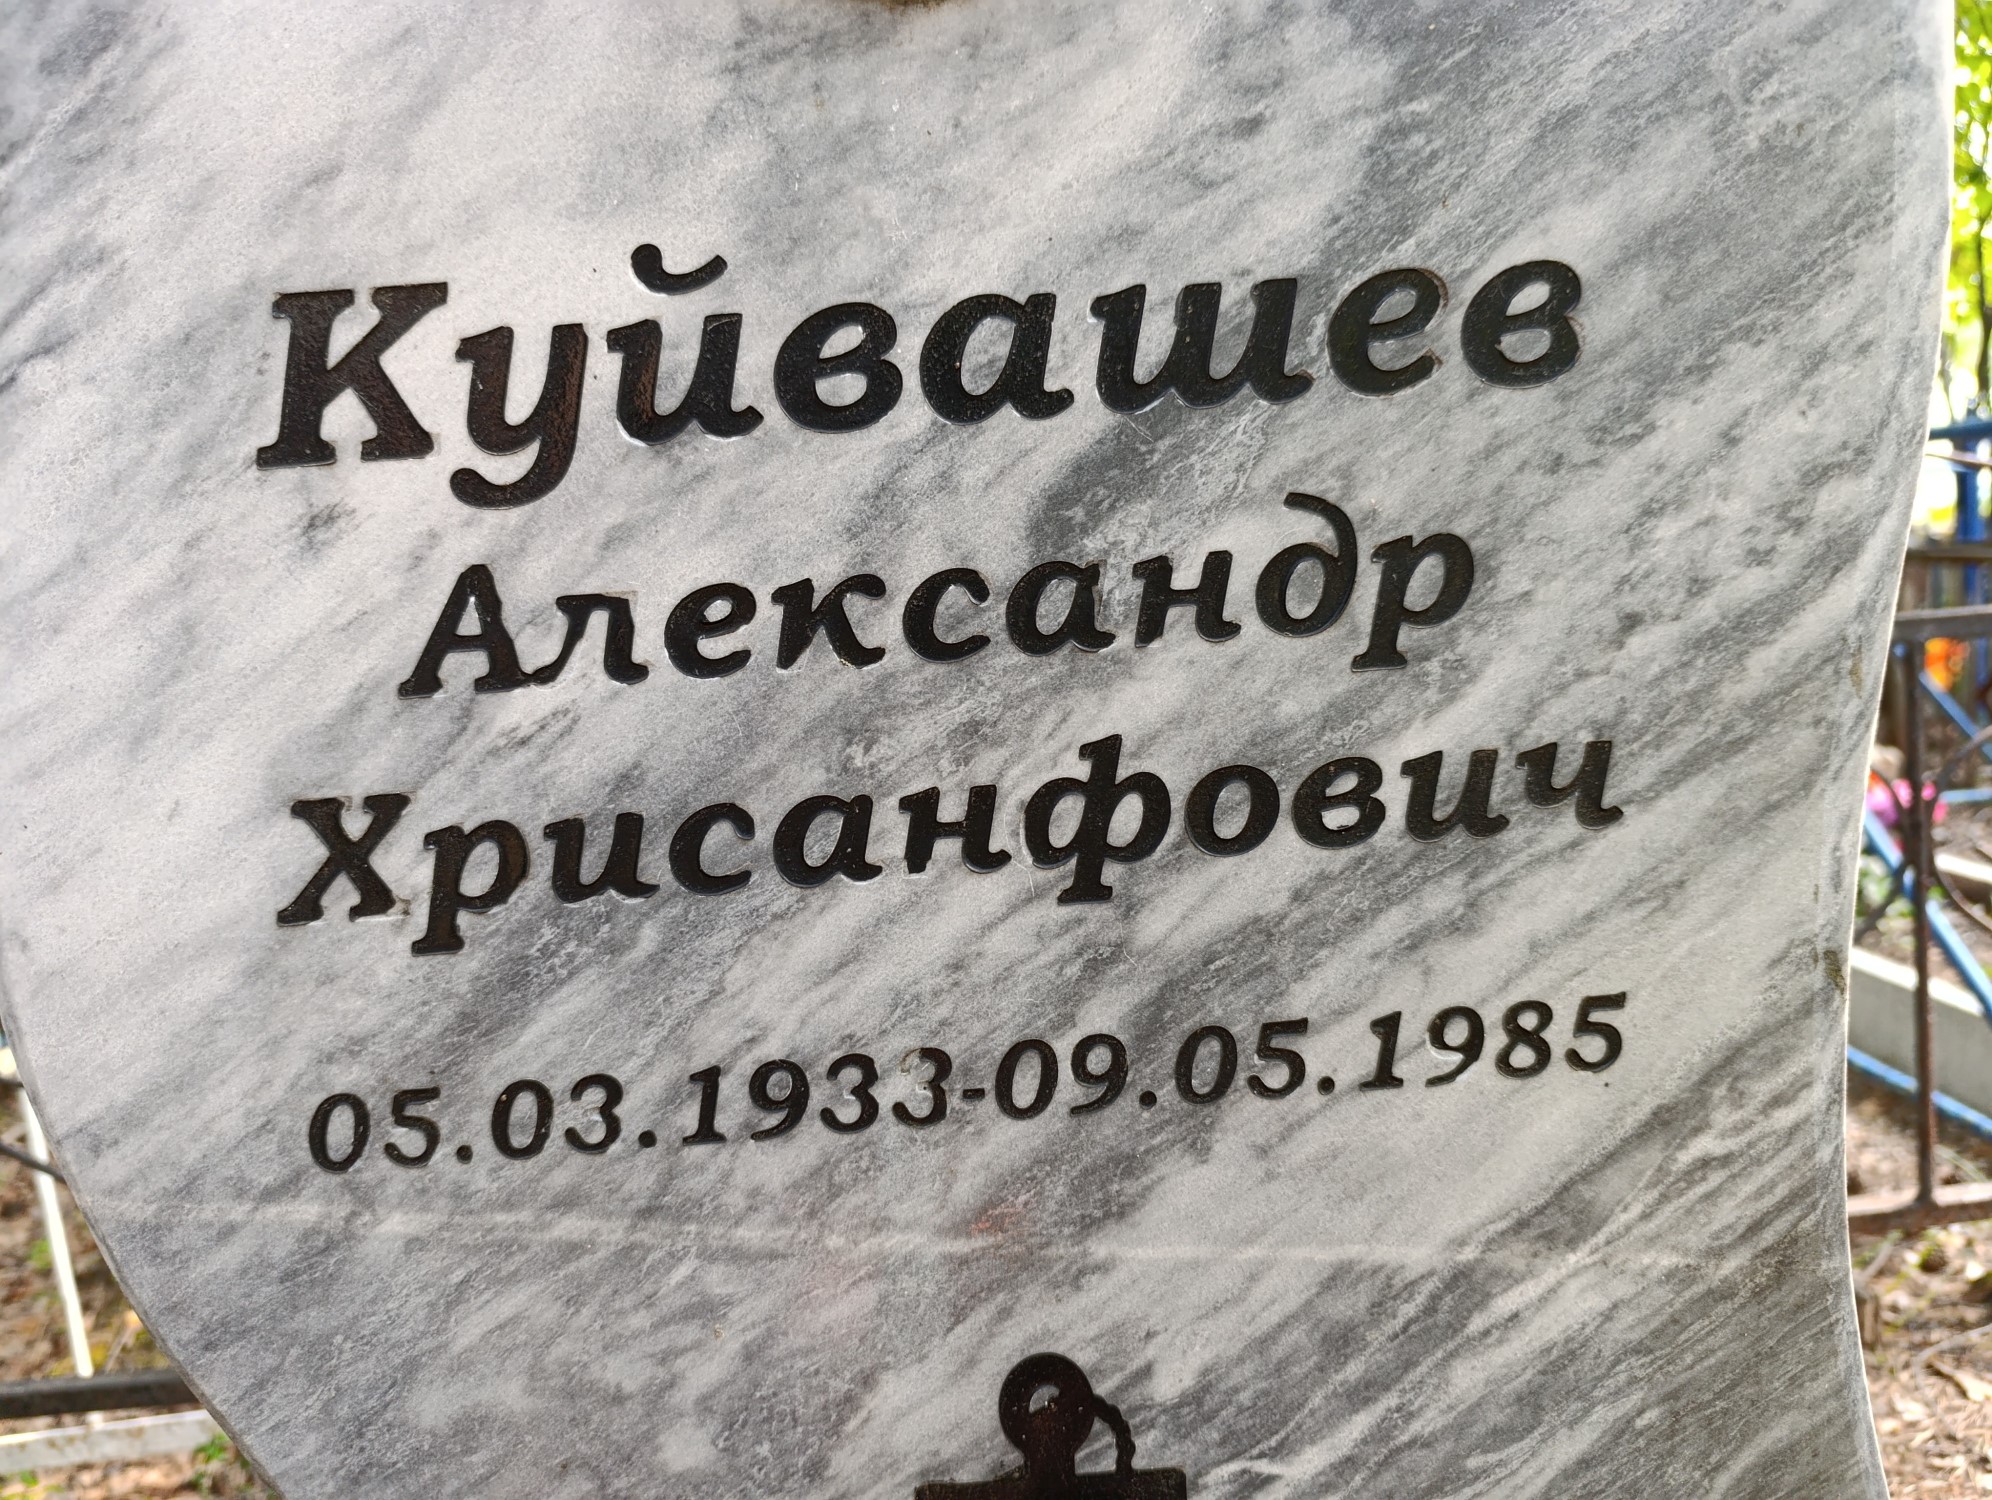 Куйвашев
Александр
Хрисанфович
05.03.1933-09.05.1985